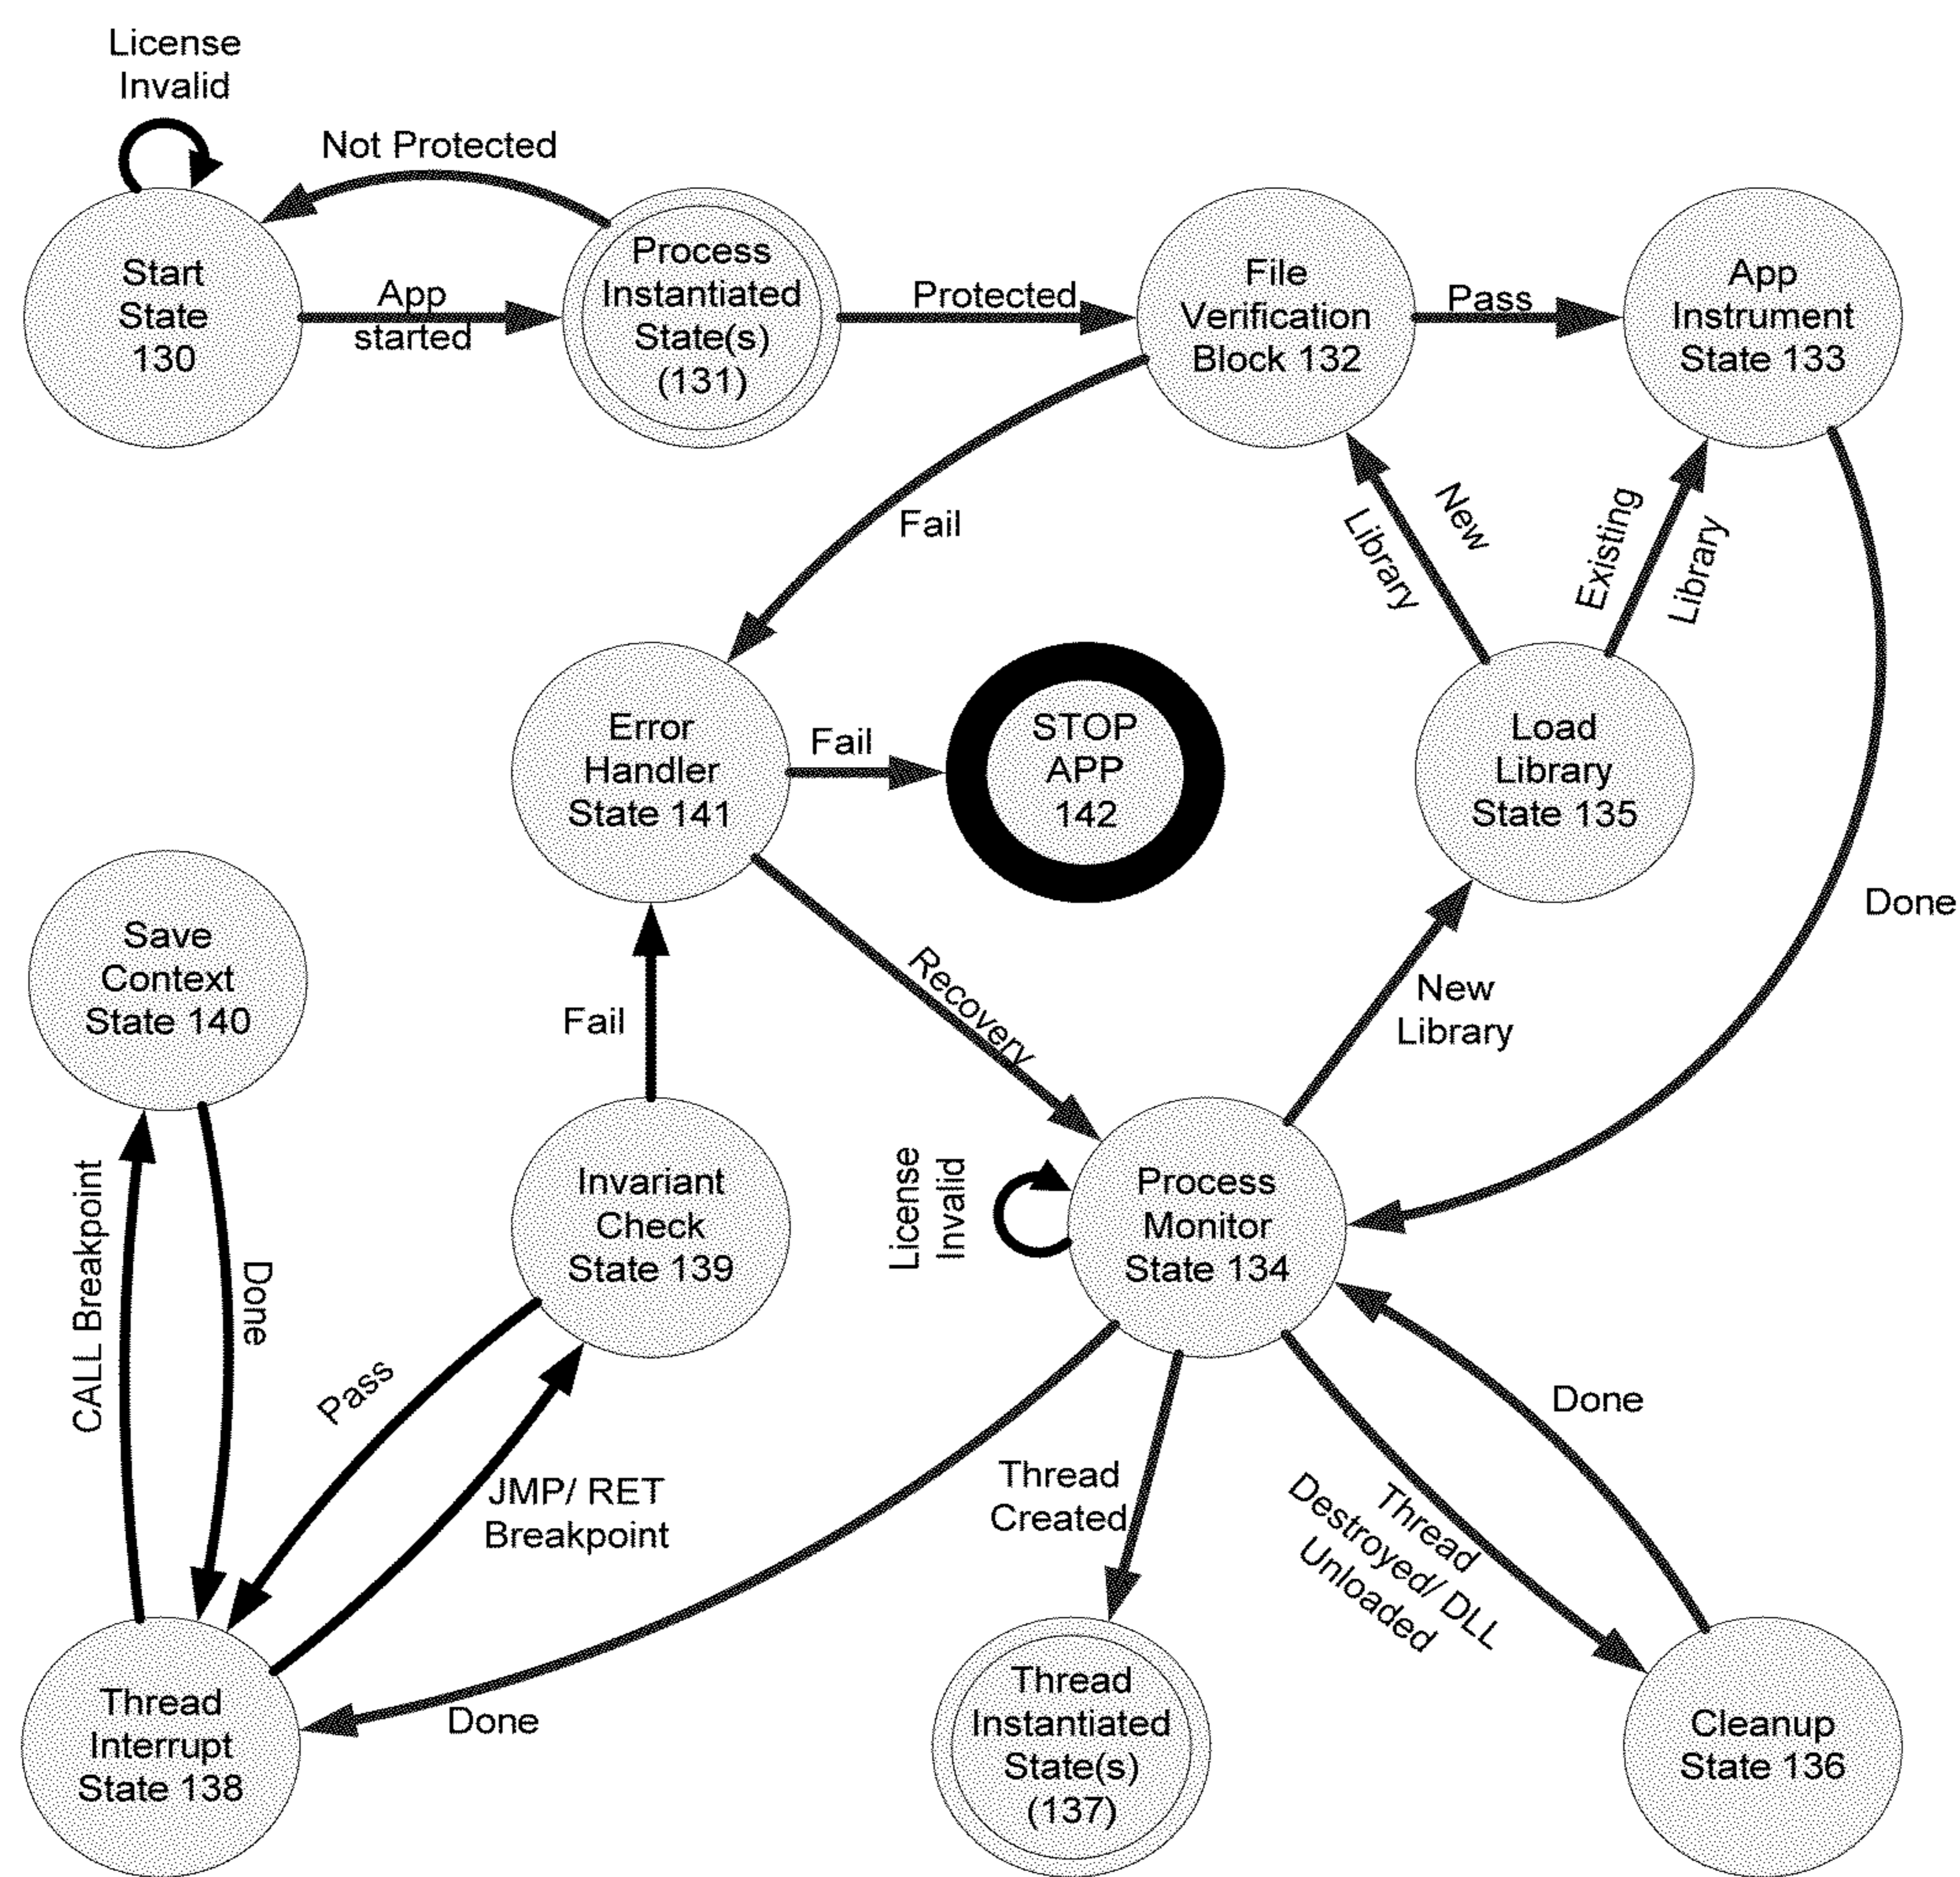 License
Invalid
Not Protected
Start
State
130
App
started
Process
Instantiated
State(s)
(131)
Protected
File
Verification
Block 132
Pass
App
Instrument
State 133
Fail
New
Library
Existing
Library
Error
Handler
State 141
Fail
STOP
APP
142
Load
Library
State 135
Done
Save
Context
State 140
Fail
Recovery
New
Library
CALL Breakpoint
Done
Invariant
Check
State 139
License
Invalid
Process
Monitor
State 134
Pass
JMP/ RET
Breakpoint
Thread
Created
Thread
Destroyed/ DLL
Unloaded
Done
Thread
Interrupt
State 138
Done
Thread
Instantiated
State(s)
(137)
Cleanup
State 136